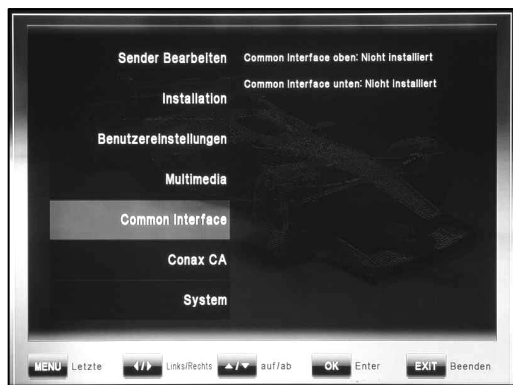 Sender Bearbeiten
Common Interface oben: Nicht installiert
Common Interface unten: Nicht installiert
Installation
Benutzereinstellungen
Multimedia
Common Interface
Conax CA
System
MENU Letzte ◀/▶ Links/Rechts ▲/▼ auf/ab OK Enter EXIT Beenden